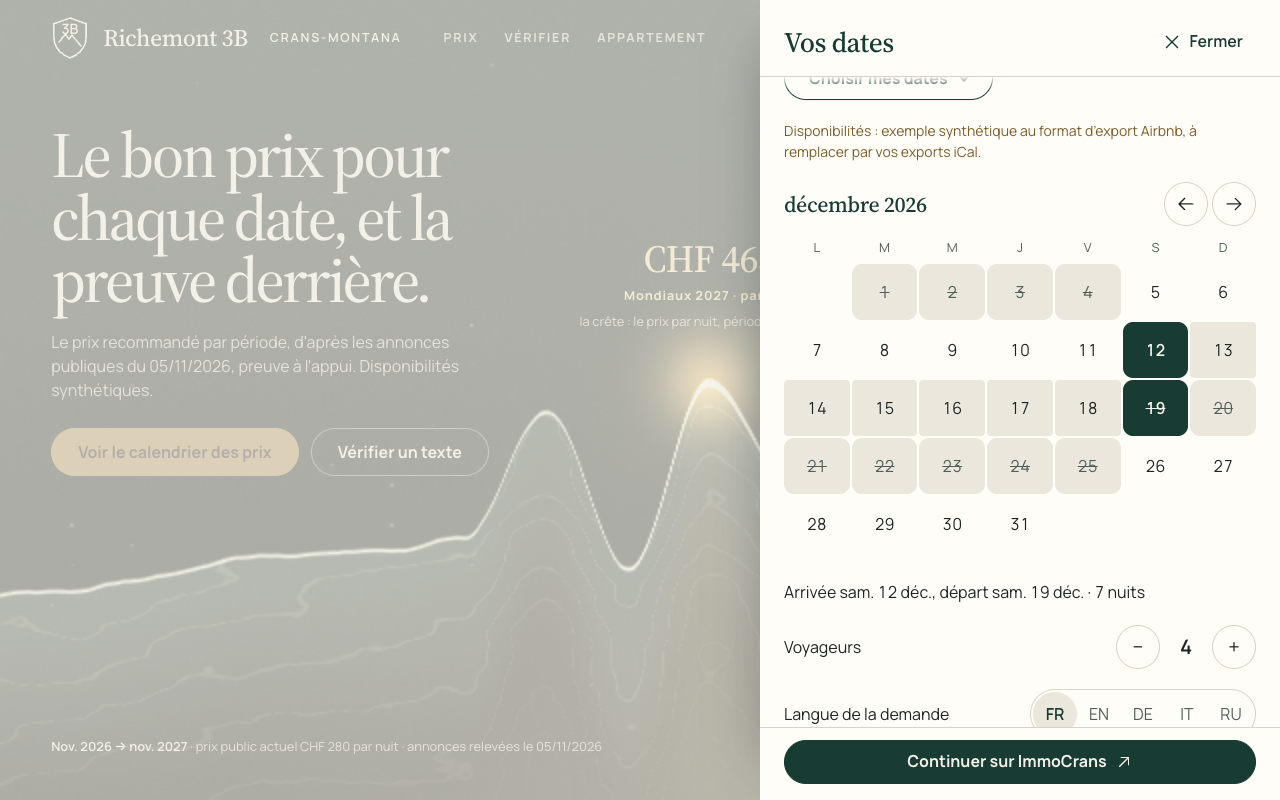 3B
Richemont 3B
CRANS-MONTANA
PRIX
VÉRIFIER
APPARTEMENT
Le bon prix pour
chaque date, et la
preuve derrière.
Le prix recommandé par période, d'après les annonces
publiques du 05/11/2026, preuve à l'appui. Disponibilités
synthétiques.
Voir le calendrier des prix
Vérifier un texte
CHF 46
Mondiaux 2027 · par
la crête : le prix par nuit, périod
Nov. 2026 → nov. 2027 · prix public actuel CHF 280 par nuit · annonces relevées le 05/11/2026
Vos dates
Fermer
Choisir mes dates
Disponibilités : exemple synthétique au format d'export Airbnb, à
remplacer par vos exports iCal.
décembre 2026
L M M J V S D
1 2 3 4 5 6
7 8 9 10 11 12 13
14 15 16 17 18 19 20
21 22 23 24 25 26 27
28 29 30 31
Arrivée sam. 12 déc., départ sam. 19 déc. · 7 nuits
Voyageurs
− 4 +
Langue de la demande
FR EN DE IT RU
Continuer sur ImmoCrans